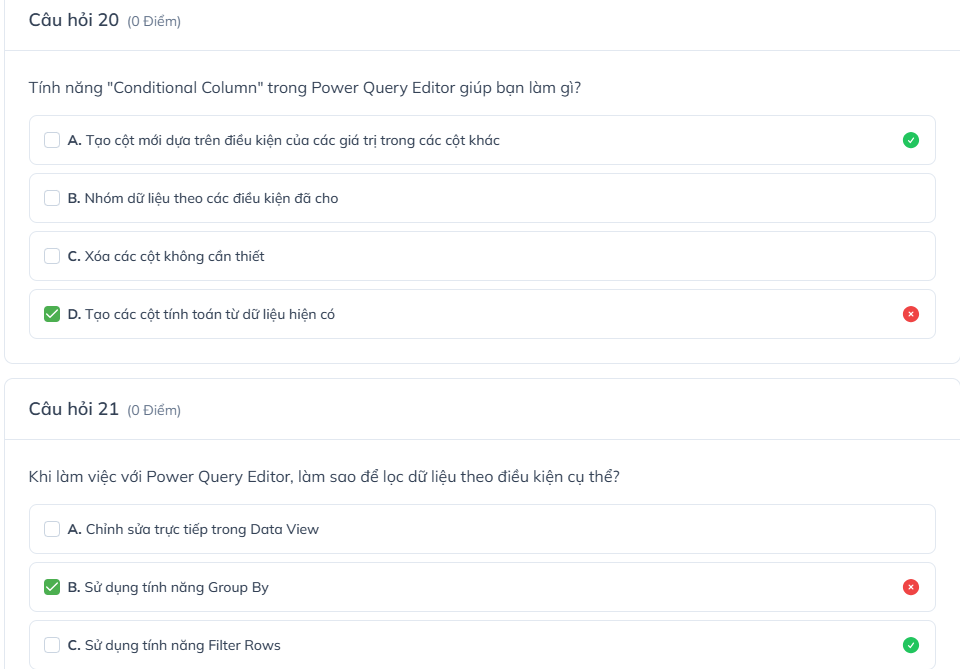 Câu hỏi 20 (0 Điểm)
Tính năng "Conditional Column" trong Power Query Editor giúp bạn làm gì?
A. Tạo cột mới dựa trên điều kiện của các giá trị trong các cột khác
B. Nhóm dữ liệu theo các điều kiện đã cho
C. Xóa các cột không cần thiết
D. Tạo các cột tính toán từ dữ liệu hiện có
Câu hỏi 21 (0 Điểm)
Khi làm việc với Power Query Editor, làm sao để lọc dữ liệu theo điều kiện cụ thể?
A. Chỉnh sửa trực tiếp trong Data View
B. Sử dụng tính năng Group By
C. Sử dụng tính năng Filter Rows